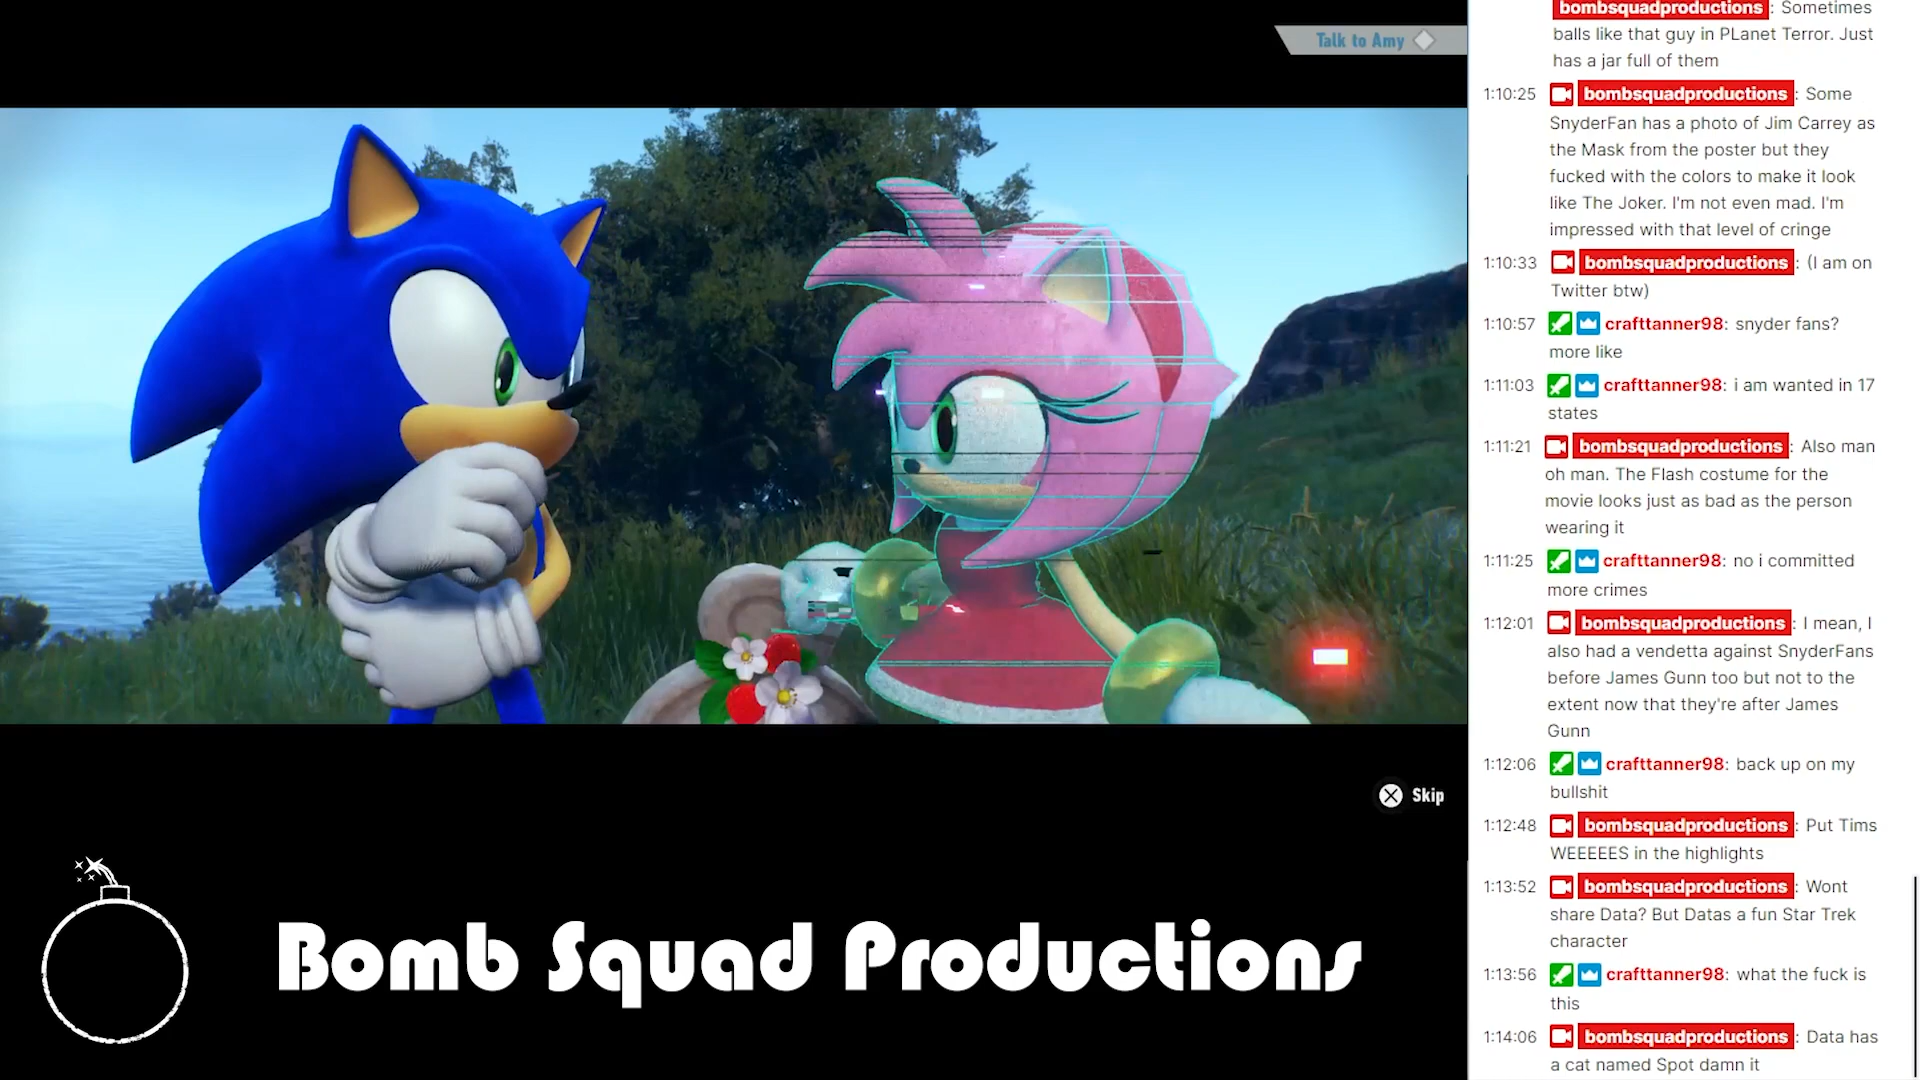 Talk to Amy
Skip
Bomb Squad Productions
bombsquadproductions: Sometimes
balls like that guy in PLanet Terror. Just
has a jar full of them
1:10:25 bombsquadproductions: Some
SnyderFan has a photo of Jim Carrey as
the Mask from the poster but they
fucked with the colors to make it look
like The Joker. I'm not even mad. I'm
impressed with that level of cringe
1:10:33 bombsquadproductions: (I am on
Twitter btw)
1:10:57 crafttanner98: snyder fans?
more like
1:11:03 crafttanner98: i am wanted in 17
states
1:11:21 bombsquadproductions: Also man
oh man. The Flash costume for the
movie looks just as bad as the person
wearing it
1:11:25 crafttanner98: no i committed
more crimes
1:12:01 bombsquadproductions: I mean, I
also had a vendetta against SnyderFans
before James Gunn too but not to the
extent now that they're after James
Gunn
1:12:06 crafttanner98: back up on my
bullshit
1:12:48 bombsquadproductions: Put Tims
WEEEEES in the highlights
1:13:52 bombsquadproductions: Wont
share Data? But Datas a fun Star Trek
character
1:13:56 crafttanner98: what the fuck is
this
1:14:06 bombsquadproductions: Data has
a cat named Spot damn it